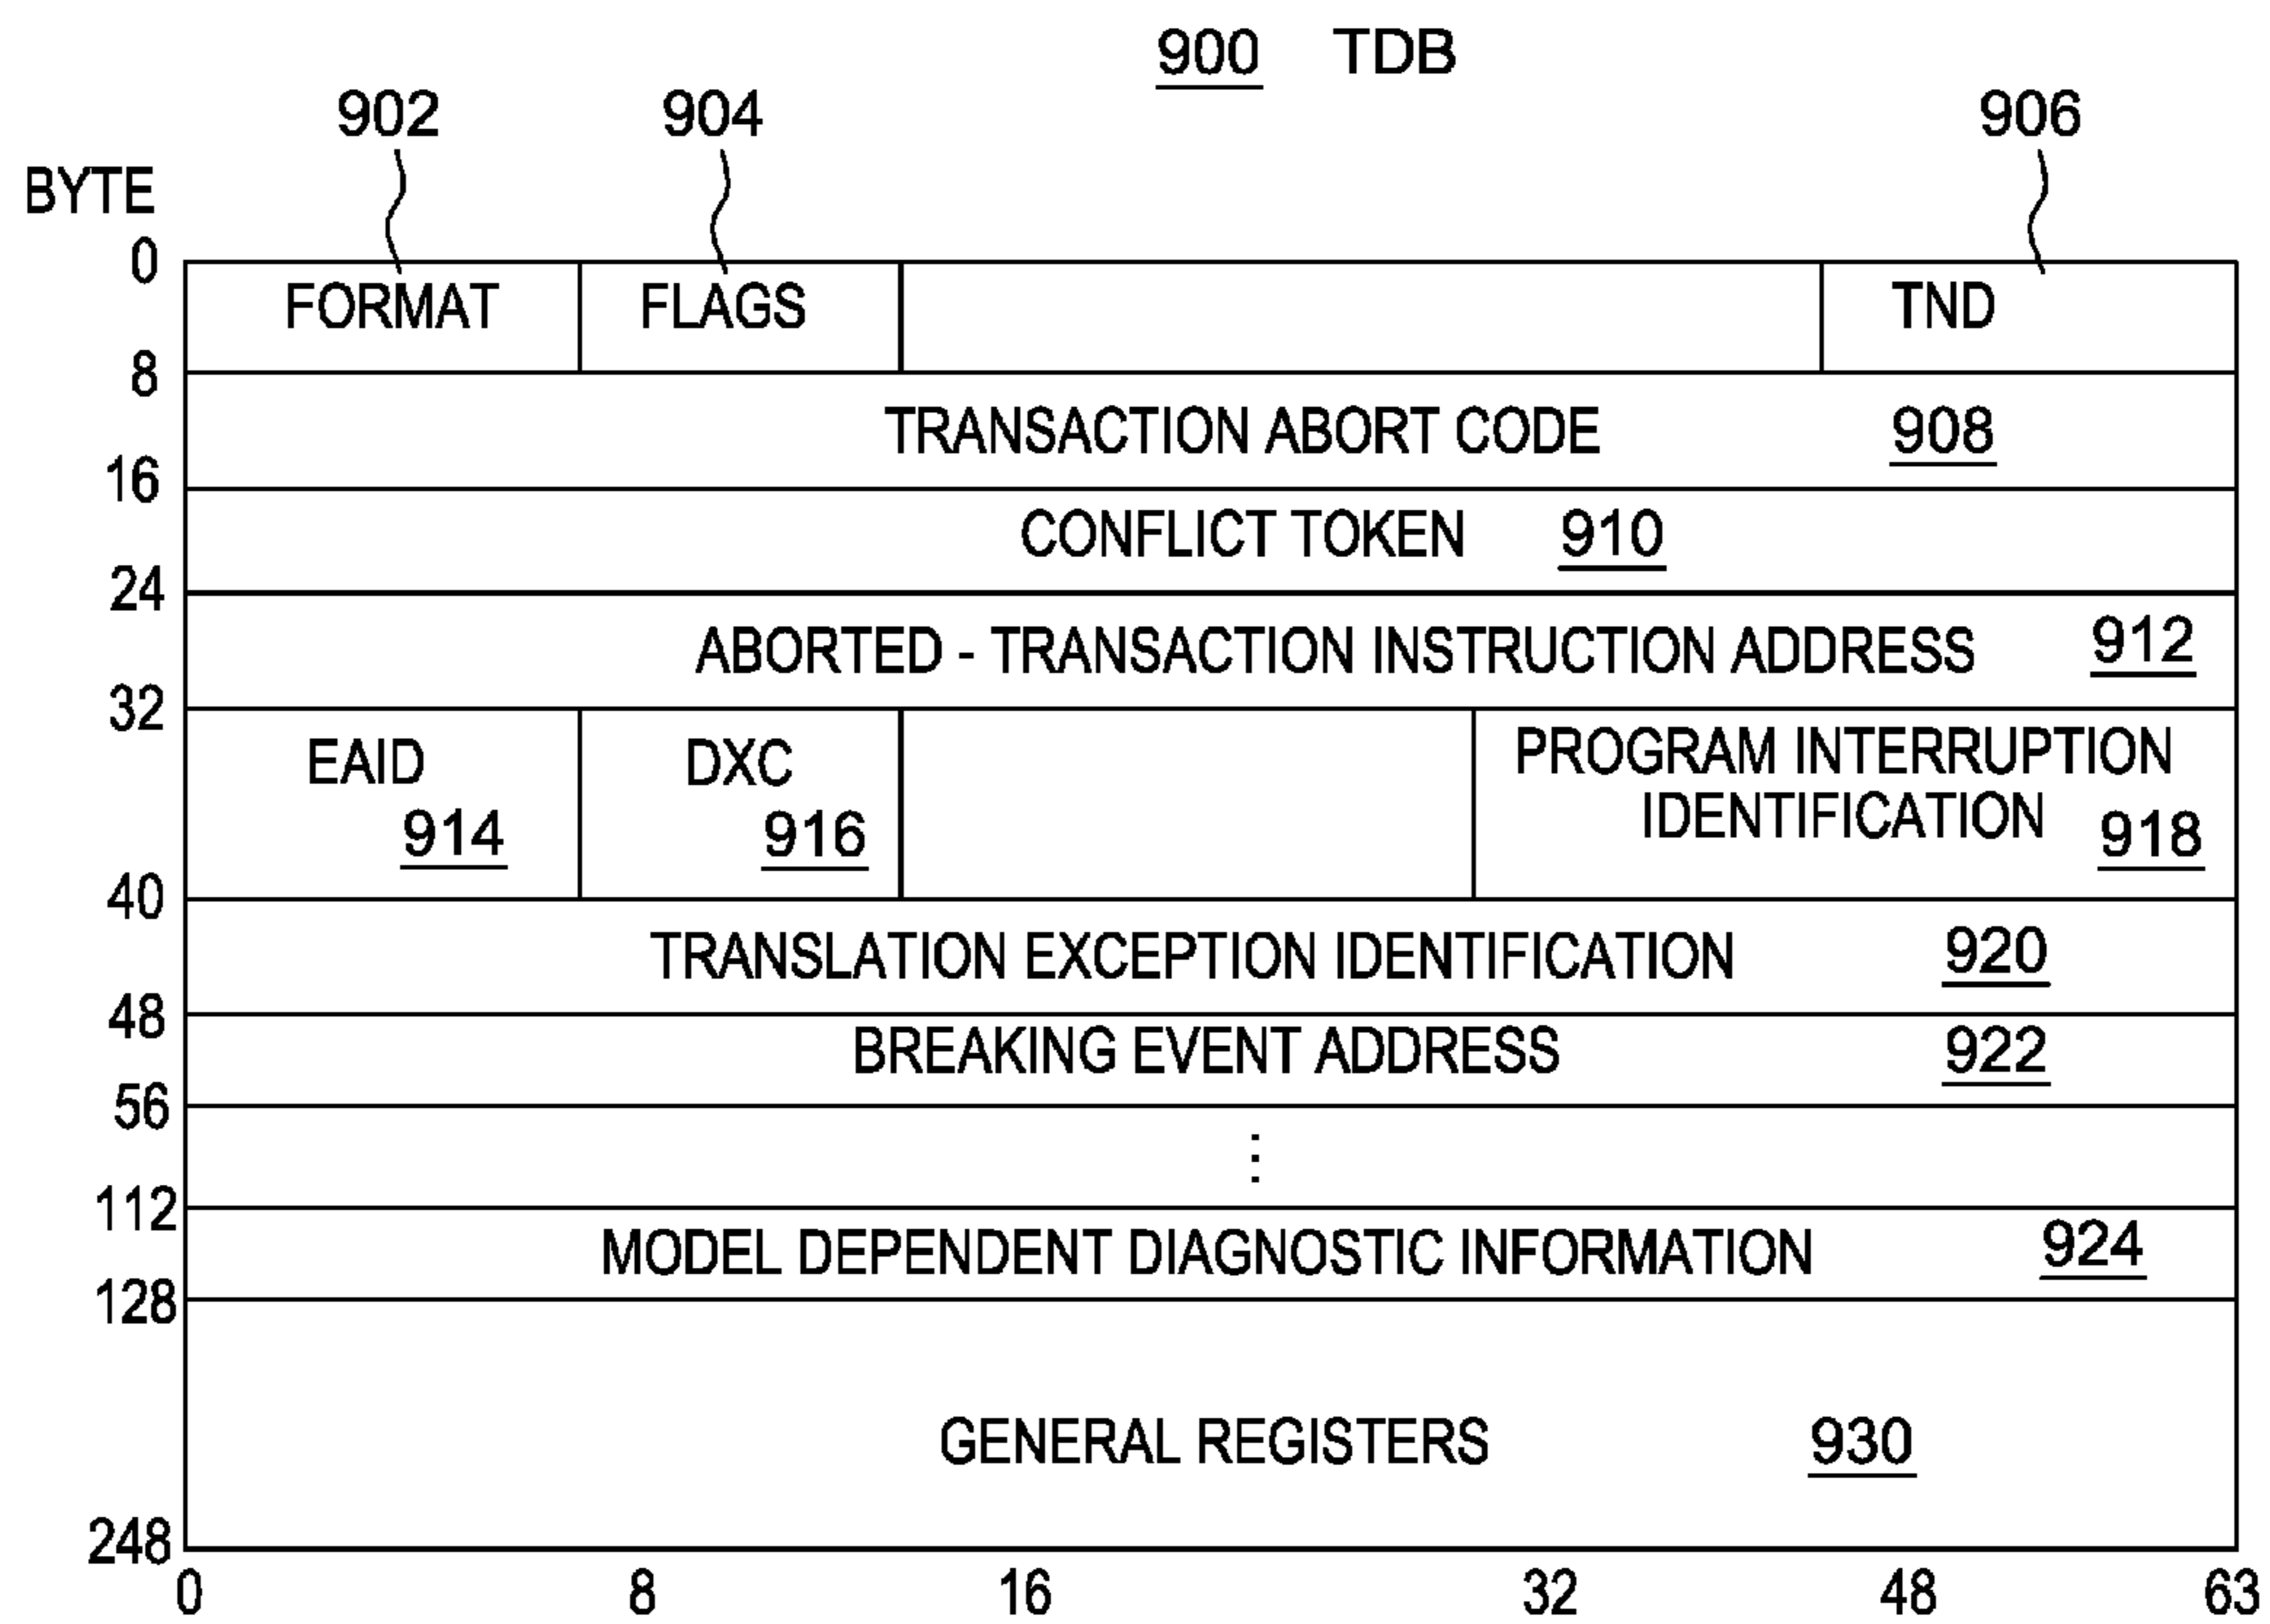 900 TDB
902 904 906
BYTE
0
FORMAT FLAGS TND
8
TRANSACTION ABORT CODE 908
16
CONFLICT TOKEN 910
24
ABORTED - TRANSACTION INSTRUCTION ADDRESS 912
32
EAID DXC PROGRAM INTERRUPTION
IDENTIFICATION
914 916 918
40
TRANSLATION EXCEPTION IDENTIFICATION 920
48
BREAKING EVENT ADDRESS 922
56
⋮
112
MODEL DEPENDENT DIAGNOSTIC INFORMATION 924
128
GENERAL REGISTERS 930
248
0 8 16 32 48 63